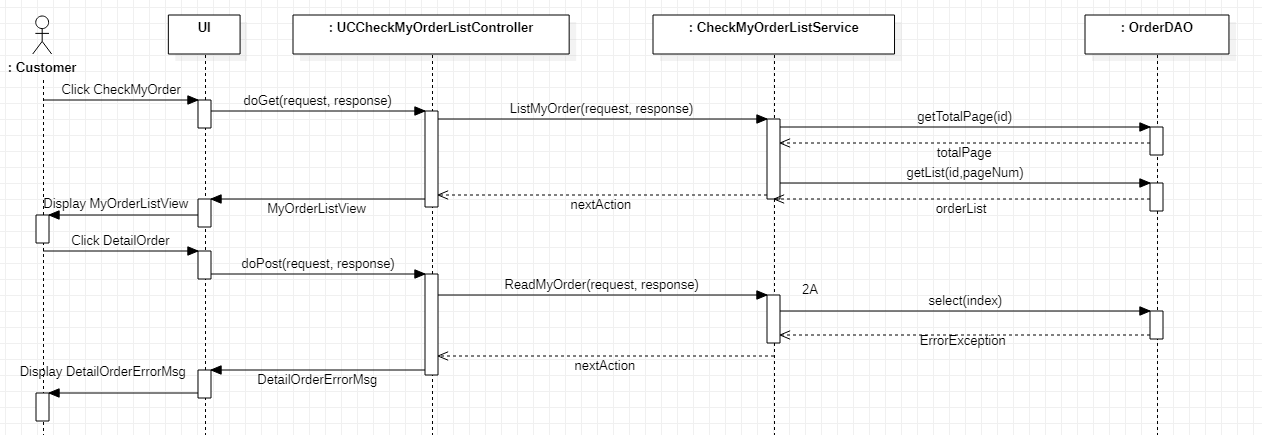 UI
: UCCheckMyOrderListController
: CheckMyOrderListService
: OrderDAO
: Customer
Click CheckMyOrder
doGet(request, response)
ListMyOrder(request, response)
getTotalPage(id)
totalPage
getList(id,pageNum)
Display MyOrderListView
MyOrderListView
nextAction
orderList
Click DetailOrder
doPost(request, response)
ReadMyOrder(request, response)
2A
select(index)
ErrorException
nextAction
Display DetailOrderErrorMsg
DetailOrderErrorMsg